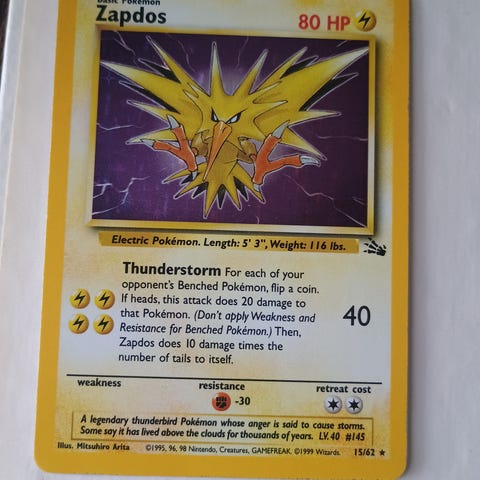 Basic Pokémon
Zapdos
80 HP
Electric Pokémon. Length: 5' 3", Weight: 116 lbs.
Thunderstorm For each of your
opponent's Benched Pokémon, flip a coin.
If heads, this attack does 20 damage to
that Pokémon. (Don't apply Weakness and
Resistance for Benched Pokémon.) Then,
Zapdos does 10 damage times the
number of tails to itself.
40
weakness
resistance
retreat cost
-30
A legendary thunderbird Pokémon whose anger is said to cause storms.
Some say it has lived above the clouds for thousands of years. LV. 40 #145
Illus. Mitsuhiro Arita ©1995, 96, 98 Nintendo, Creatures, GAMEFREAK. ©1999 Wizards. 15/62 ★